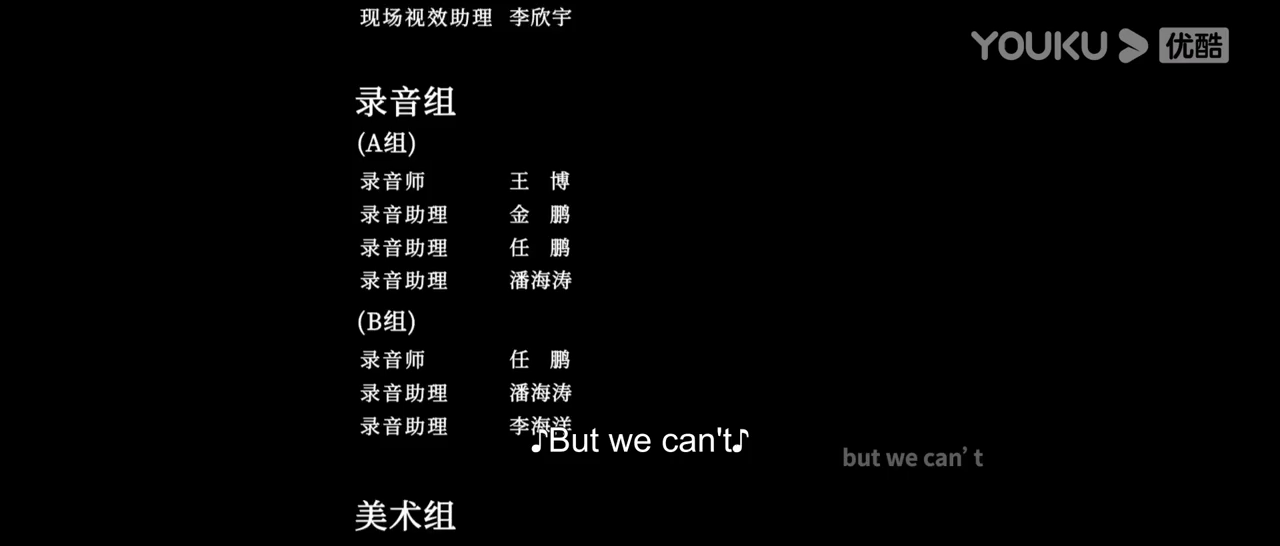 现场视效助理 李欣宇
YOUKU 优酷
录音组
(A组)
录音师 王 博
录音助理 金 鹏
录音助理 任 鹏
录音助理 潘海涛
(B组)
录音师 任 鹏
录音助理 潘海涛
录音助理 李海洋
♪But we can't♪
but we can't
美术组